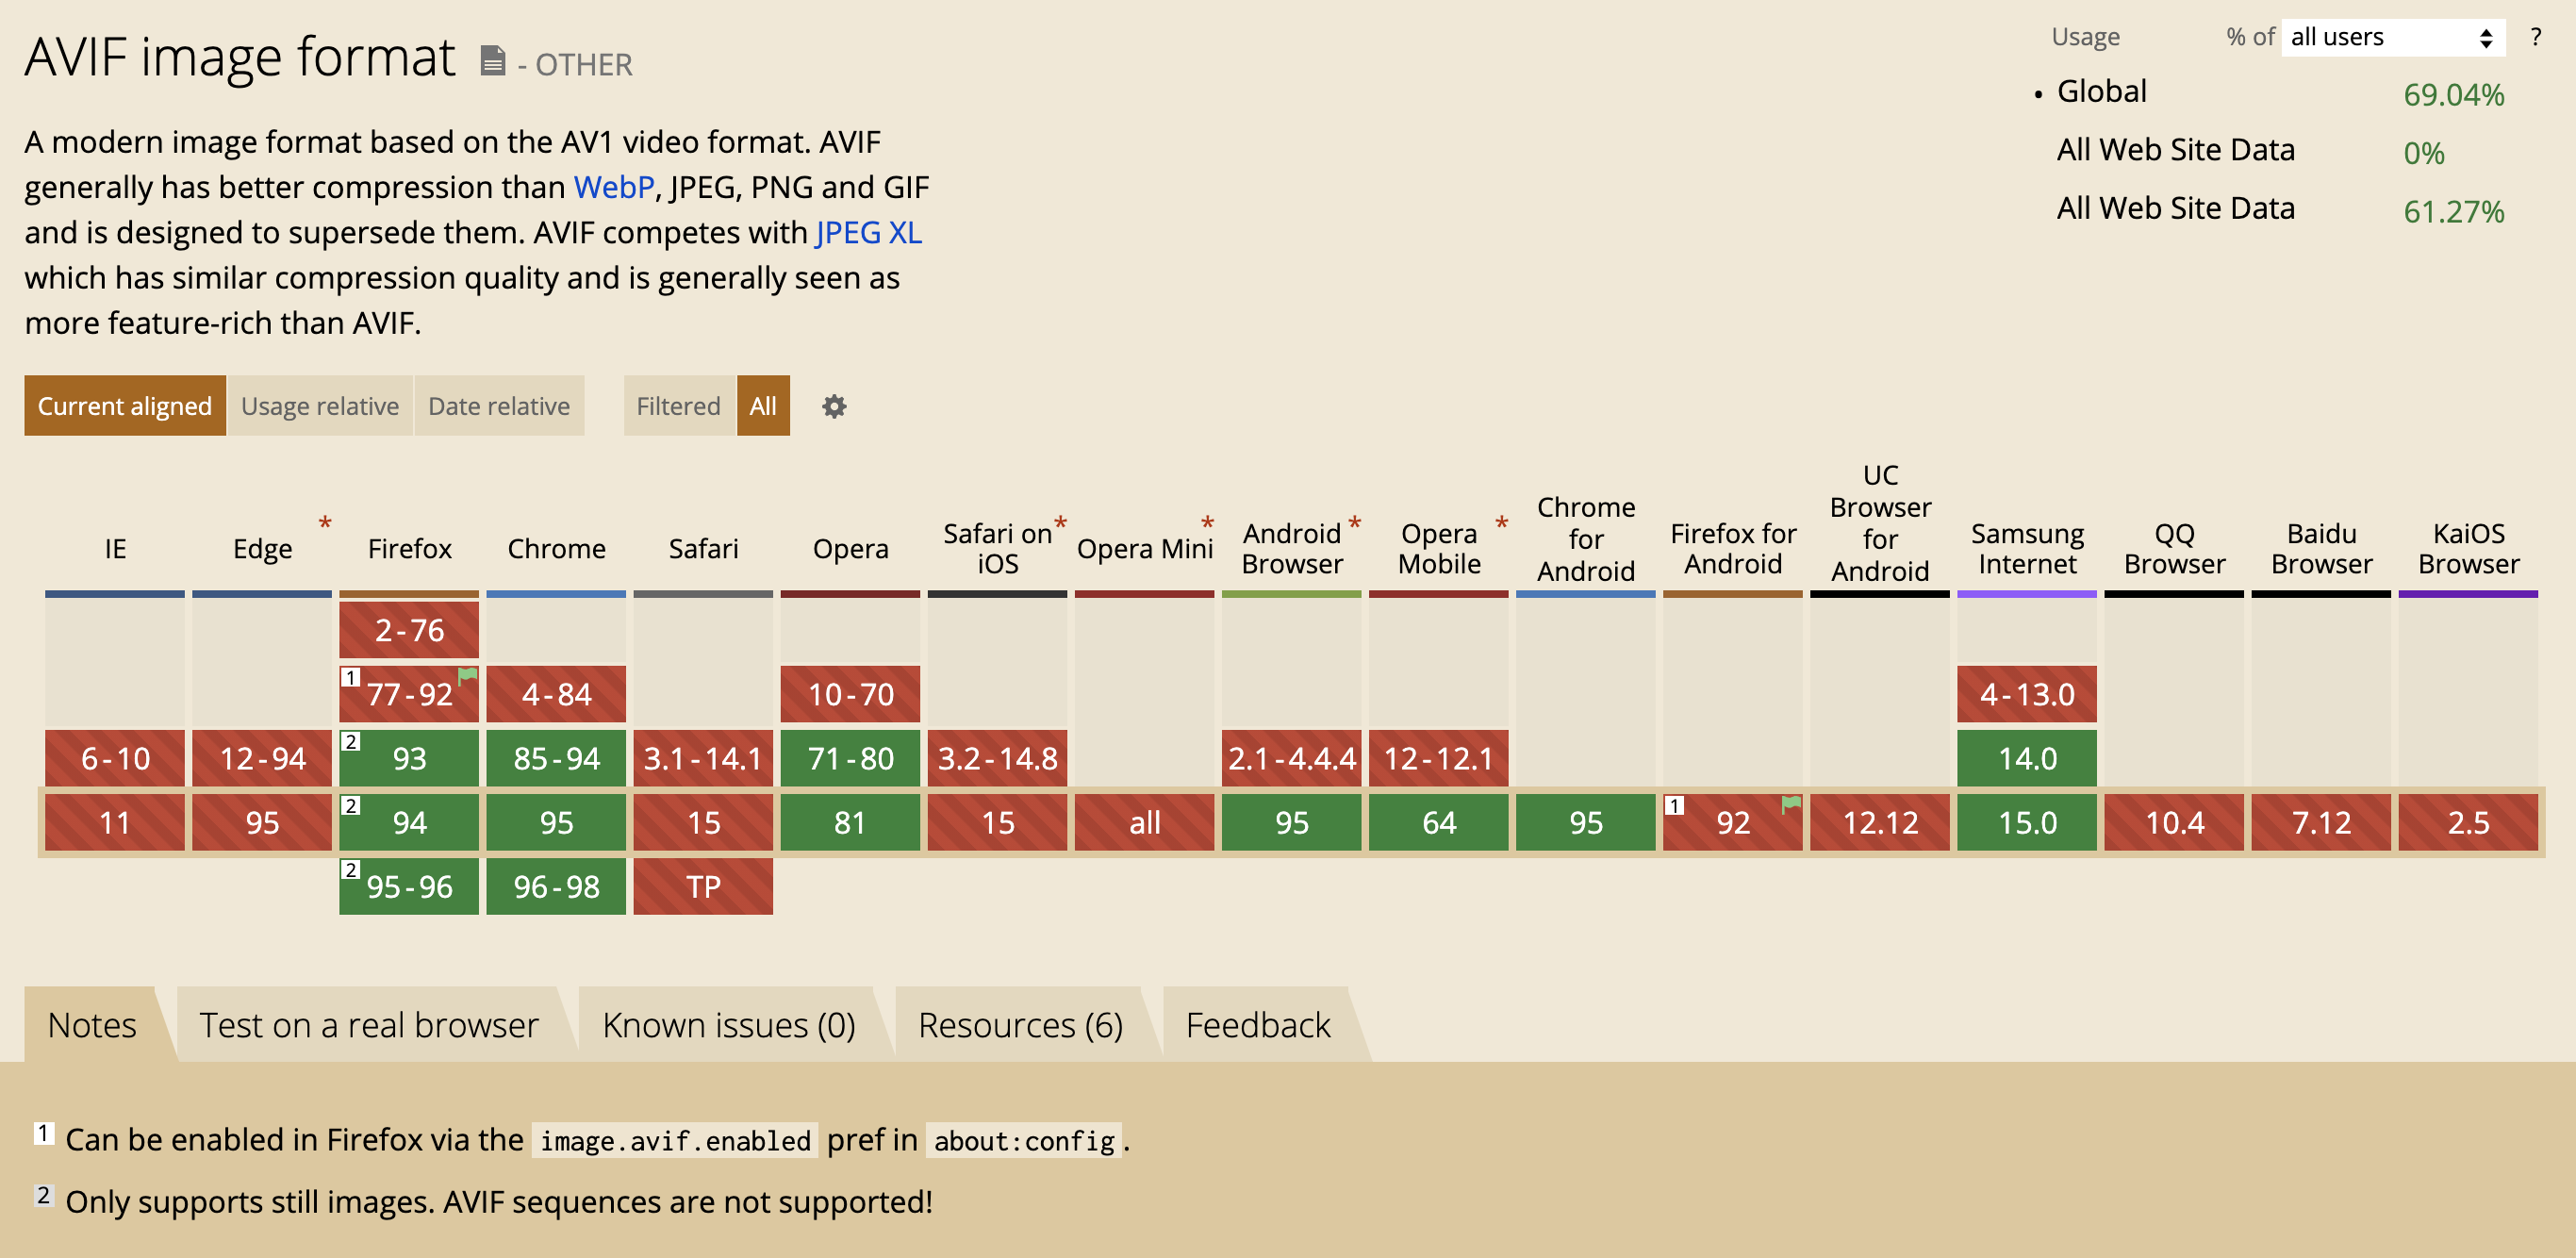 AVIF image format - OTHER
Usage % of all users ?
• Global 69.04%
All Web Site Data 0%
All Web Site Data 61.27%
A modern image format based on the AV1 video format. AVIF
generally has better compression than WebP, JPEG, PNG and GIF
and is designed to supersede them. AVIF competes with JPEG XL
which has similar compression quality and is generally seen as
more feature-rich than AVIF.
Current aligned Usage relative Date relative Filtered All
IE
Edge *
Firefox
Chrome
Safari
Opera
Safari on *
iOS
Opera Mini *
Android *
Browser
Opera *
Mobile
Chrome
for
Android
Firefox for
Android
UC
Browser
for
Android
Samsung
Internet
QQ
Browser
Baidu
Browser
KaiOS
Browser
2-76
1 77-92 4-84 10-70 4-13.0
6-10 12-94 2 93 85-94 3.1-14.1 71-80 3.2-14.8 2.1-4.4.4 12-12.1 14.0
11 95 2 94 95 15 81 15 all 95 64 95 1 92 12.12 15.0 10.4 7.12 2.5
2 95-96 96-98 TP
Notes Test on a real browser Known issues (0) Resources (6) Feedback
1 Can be enabled in Firefox via the image.avif.enabled pref in about:config.
2 Only supports still images. AVIF sequences are not supported!